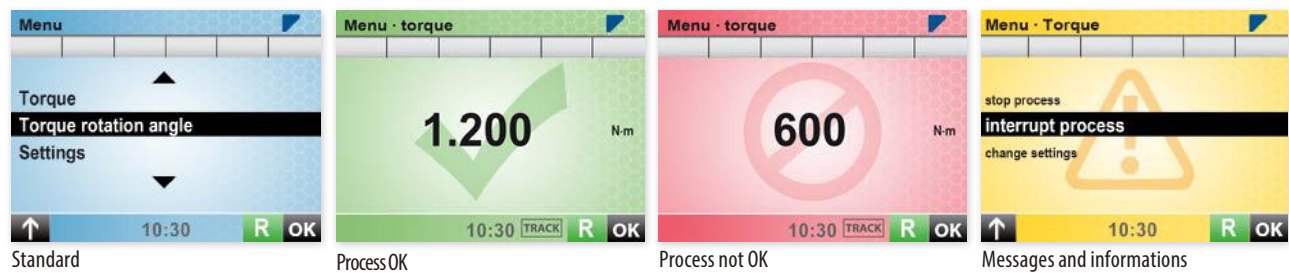 Menu
Torque
Torque rotation angle
Settings
10:30 R OK
Standard
Menu · torque
1.200 N·m
10:30 TRACK R OK
Process OK
Menu · torque
600 N·m
10:30 TRACK R OK
Process not OK
Menu · Torque
stop process
interrupt process
change settings
10:30 R OK
Messages and informations